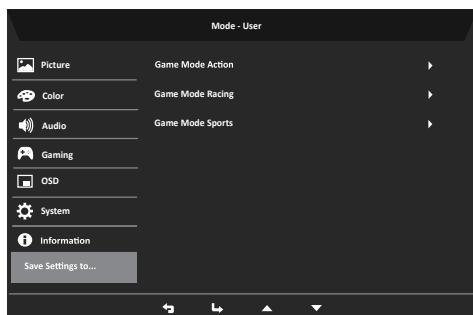 Mode - User
Picture
Color
Audio
Gaming
OSD
System
Information
Save Settings to...
Game Mode Action
Game Mode Racing
Game Mode Sports